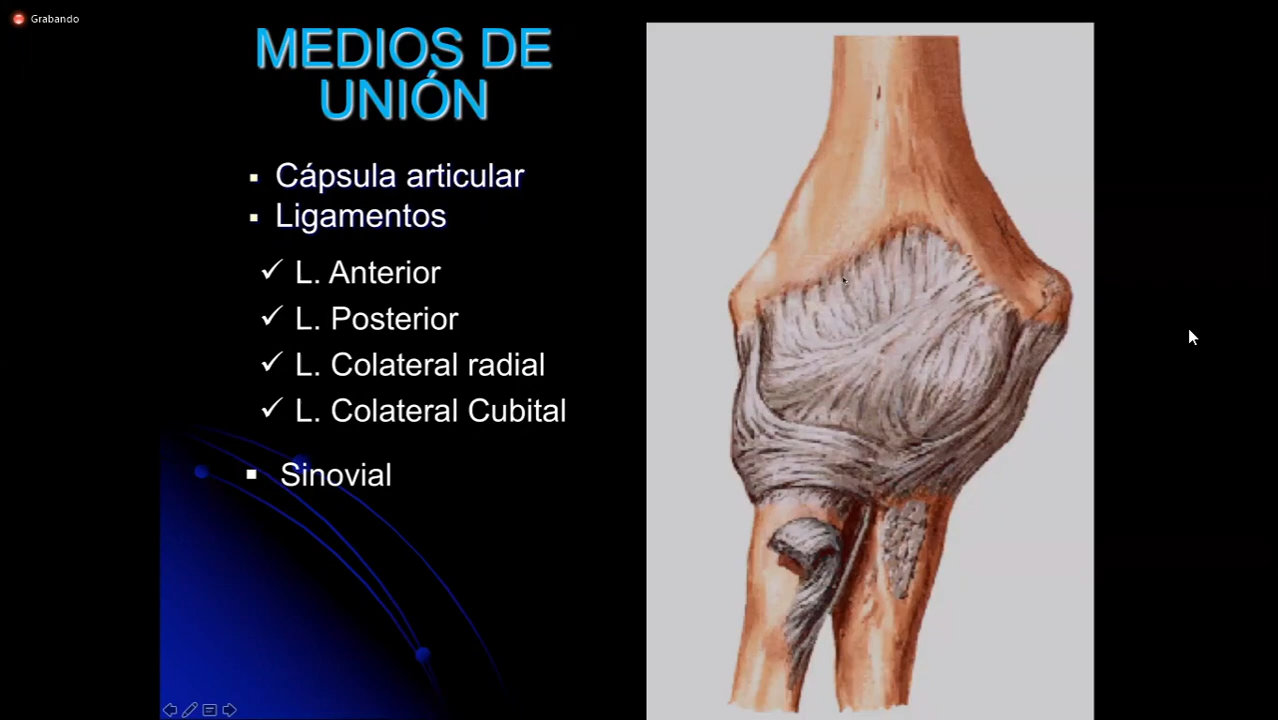 Grabando
MEDIOS DE
UNIÓN
▪ Cápsula articular
▪ Ligamentos
✓ L. Anterior
✓ L. Posterior
✓ L. Colateral radial
✓ L. Colateral Cubital
▪ Sinovial